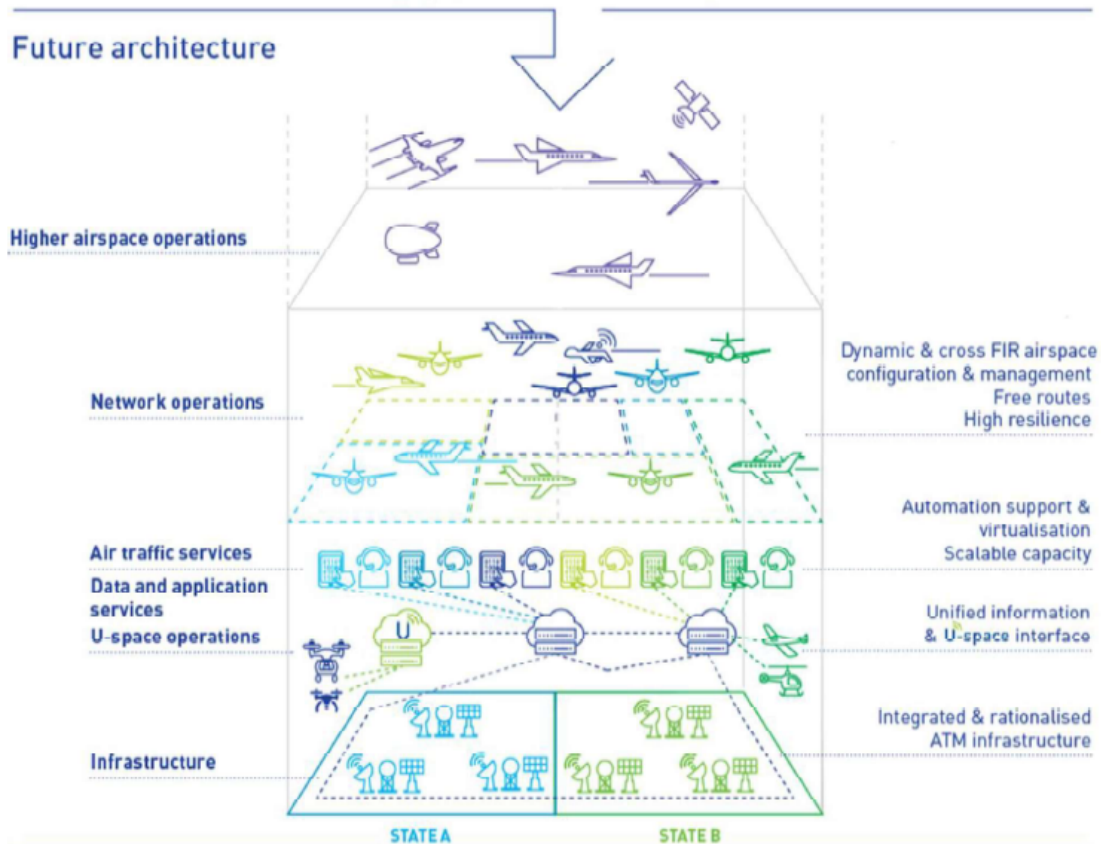 Future architecture
Higher airspace operations
Network operations
Dynamic & cross FIR airspace
configuration & management
Free routes
High resilience
Air traffic services
Data and application
services
U-space operations
Automation support &
virtualisation
Scalable capacity
U
Unified information
& U-space interface
Infrastructure
Integrated & rationalised
ATM infrastructure
STATE A
STATE B